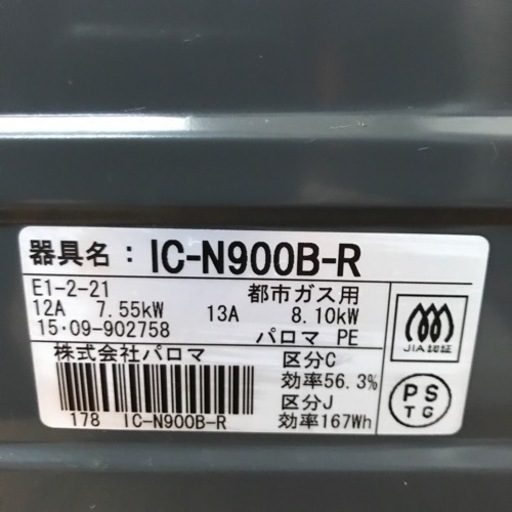 器具名： IC-N900B-R
E1-2-21 都市ガス用
12A 7.55kW 13A 8.10kW
15・09-902758 パロマ PE
株式会社パロマ
178 IC-N900B-R
区分C
効率56.3%
区分J
効率167Wh
JIA認証
PS
TG